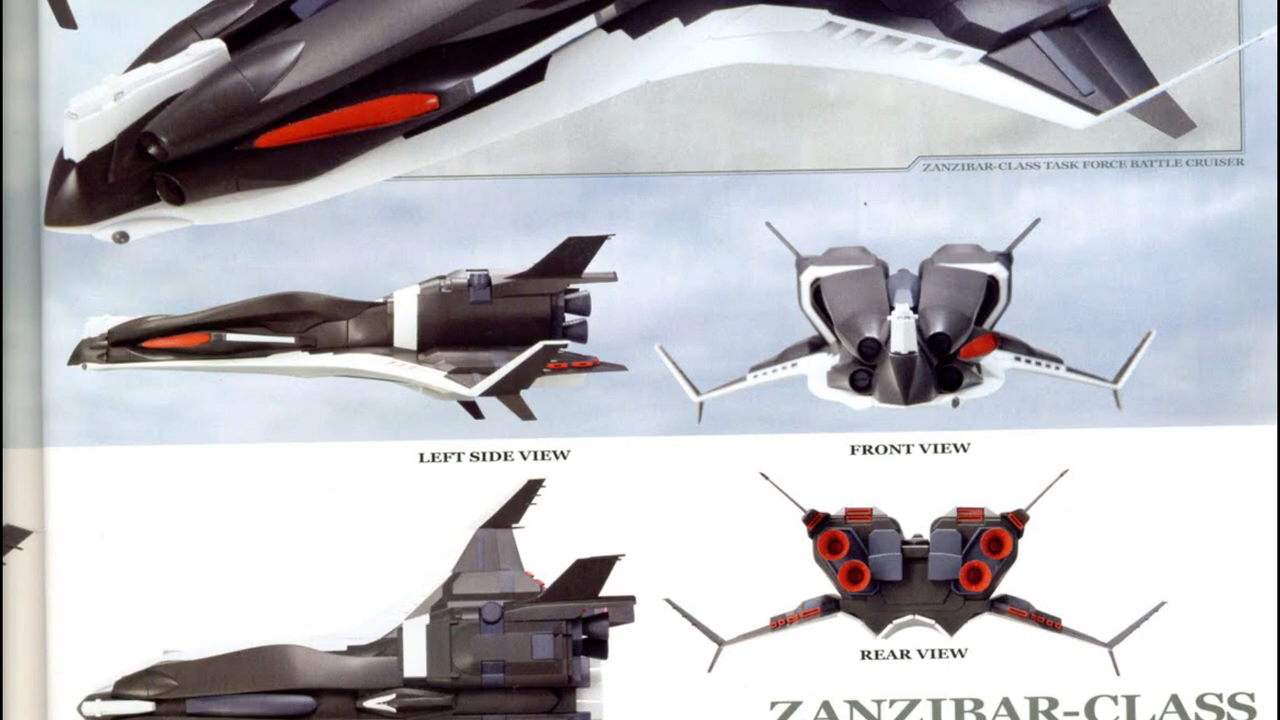 ZANZIBAR-CLASS TASK FORCE BATTLE CRUISER
LEFT SIDE VIEW
FRONT VIEW
REAR VIEW
ZANZIBAR-CLASS